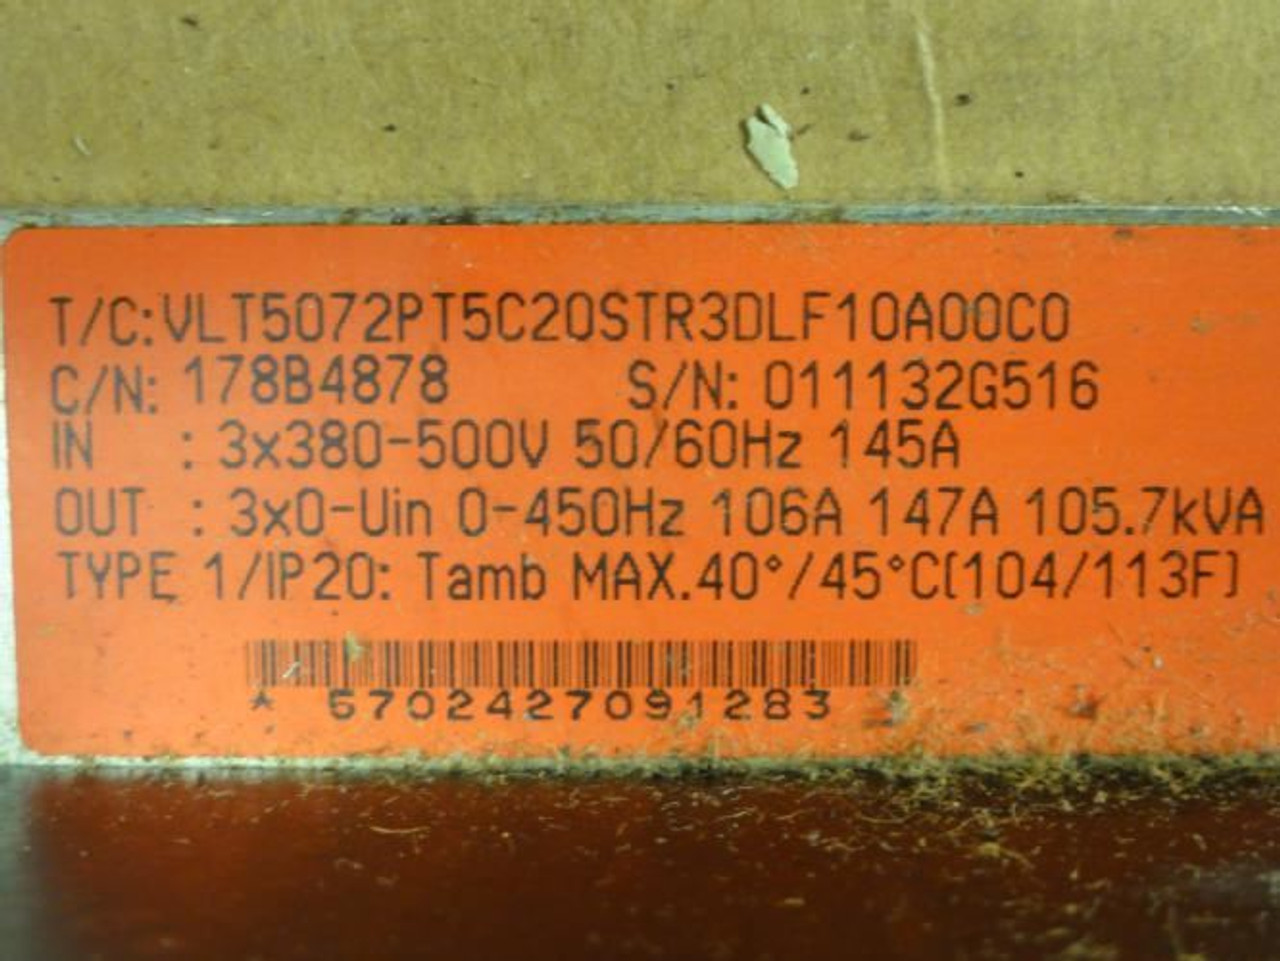 T/C:VLT5072PT5C20STR3DLF10A00C0
C/N: 178B4878 S/N: 011132G516
IN : 3x380-500V 50/60Hz 145A
OUT : 3x0-Uin 0-450Hz 106A 147A 105.7kVA
TYPE 1/IP20: Tamb MAX.40°/45°C(104/113F)
* 5702427091283 *